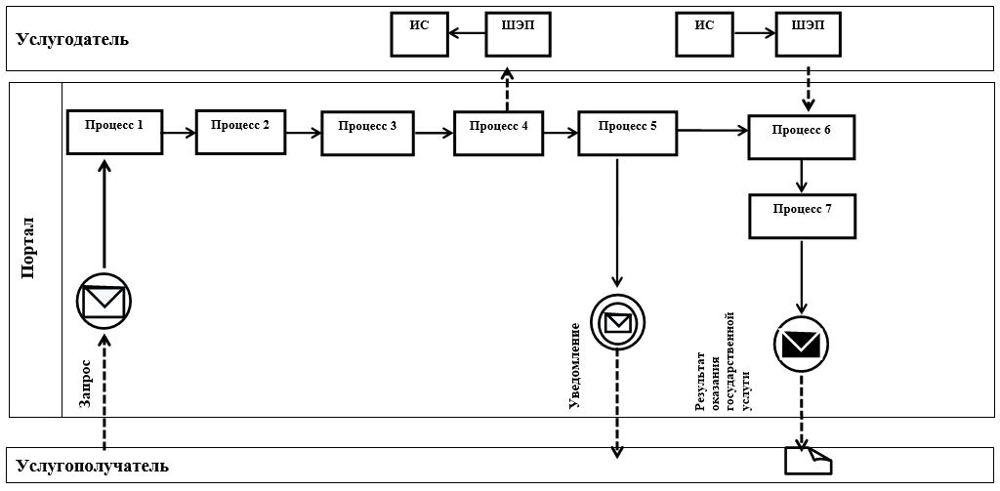 Услугодатель
ИС
ШЭП
ИС
ШЭП
Портал
Процесс 1
Процесс 2
Процесс 3
Процесс 4
Процесс 5
Процесс 6
Процесс 7
Запрос
Уведомление
Результат
оказания
государственной
услуги
Услугополучатель